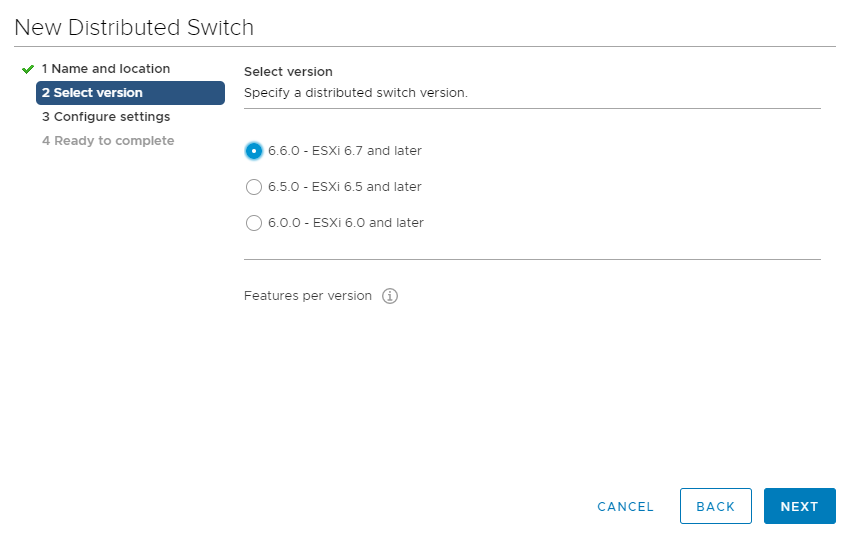 New Distributed Switch
1 Name and location
2 Select version
3 Configure settings
4 Ready to complete
Select version
Specify a distributed switch version.
6.6.0 - ESXi 6.7 and later
6.5.0 - ESXi 6.5 and later
6.0.0 - ESXi 6.0 and later
Features per version
CANCEL
BACK
NEXT